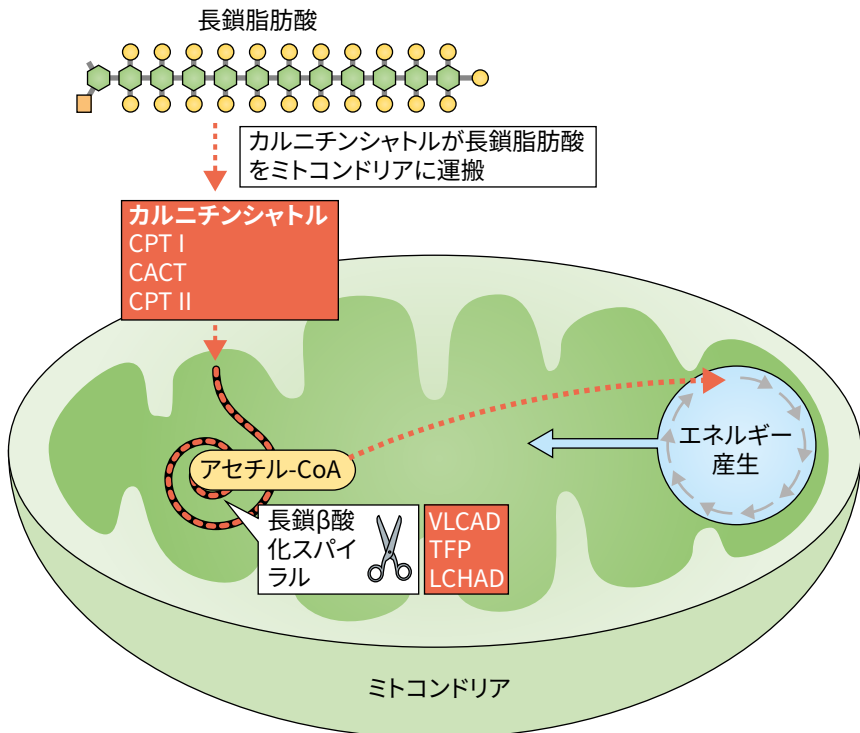 長鎖脂肪酸
カルニチンシャトルが長鎖脂肪酸
をミトコンドリアに運搬
カルニチンシャトル
CPT I
CACT
CPT II
アセチル-CoA
エネルギー
産生
長鎖β酸
化スパイ
ラル
VLCAD
TFP
LCHAD
ミトコンドリア